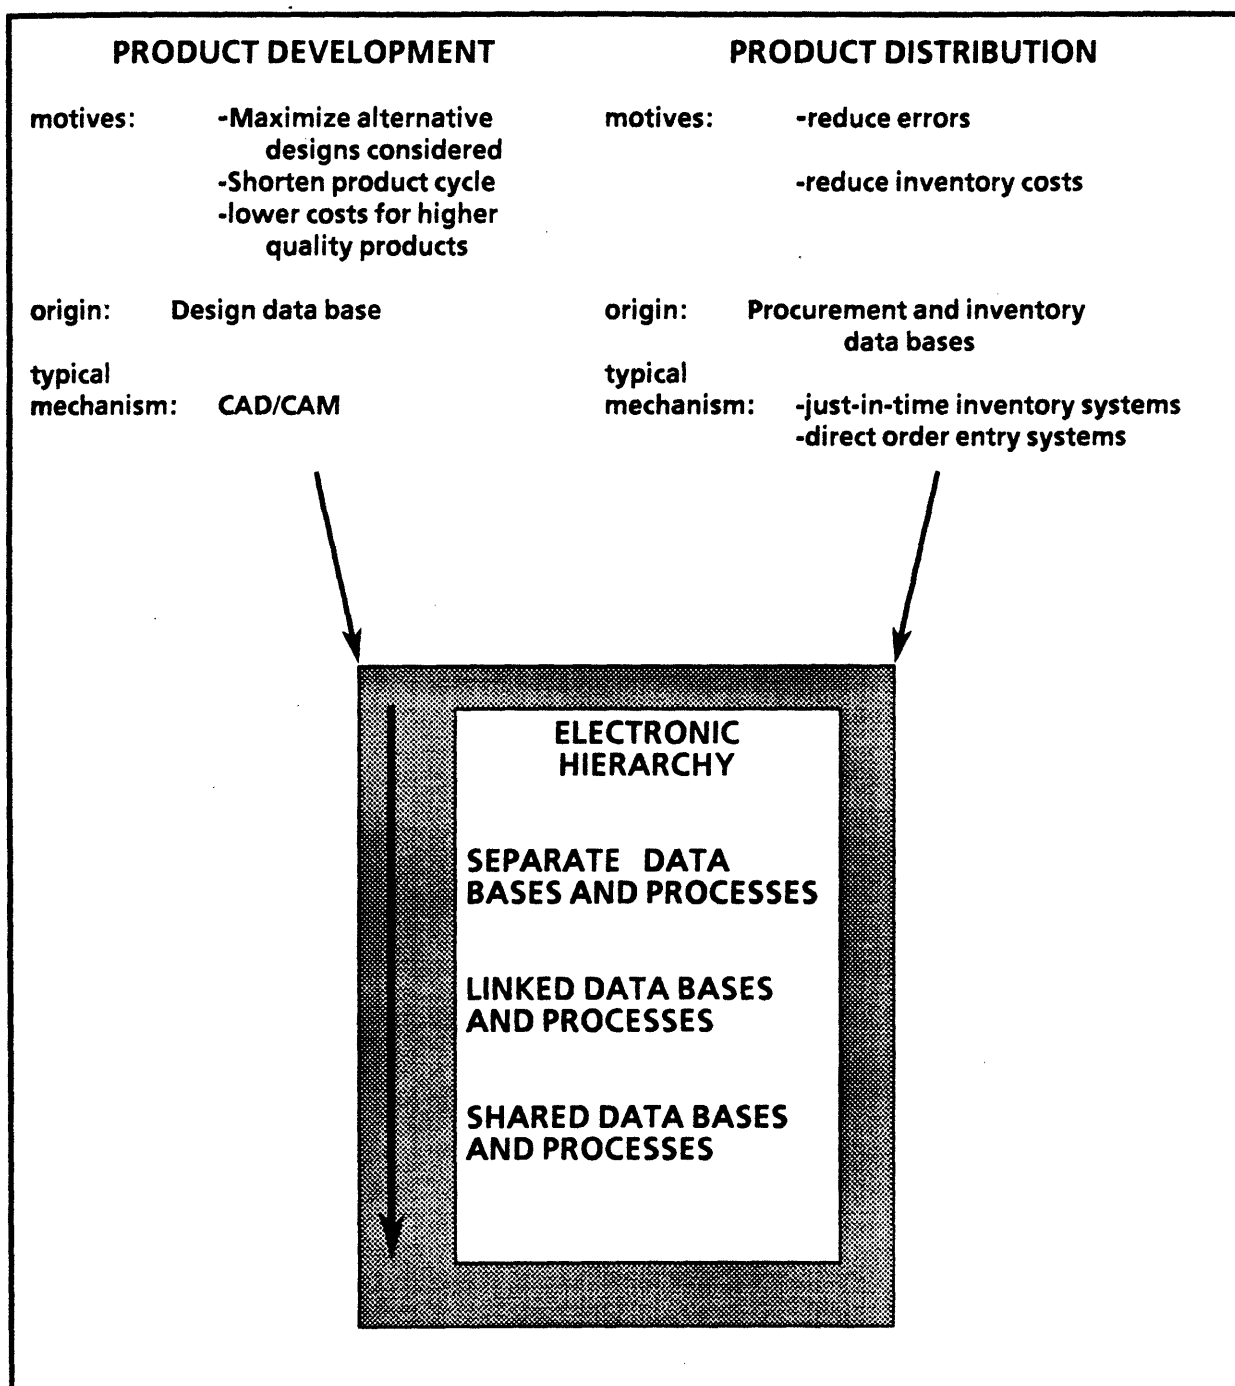 PRODUCT DEVELOPMENT
motives: -Maximize alternative
designs considered
-Shorten product cycle
-lower costs for higher
quality products
origin: Design data base
typical
mechanism: CAD/CAM
PRODUCT DISTRIBUTION
motives: -reduce errors
-reduce inventory costs
origin: Procurement and inventory
data bases
typical
mechanism: -just-in-time inventory systems
-direct order entry systems
ELECTRONIC
HIERARCHY
SEPARATE DATA
BASES AND PROCESSES
LINKED DATA BASES
AND PROCESSES
SHARED DATA BASES
AND PROCESSES